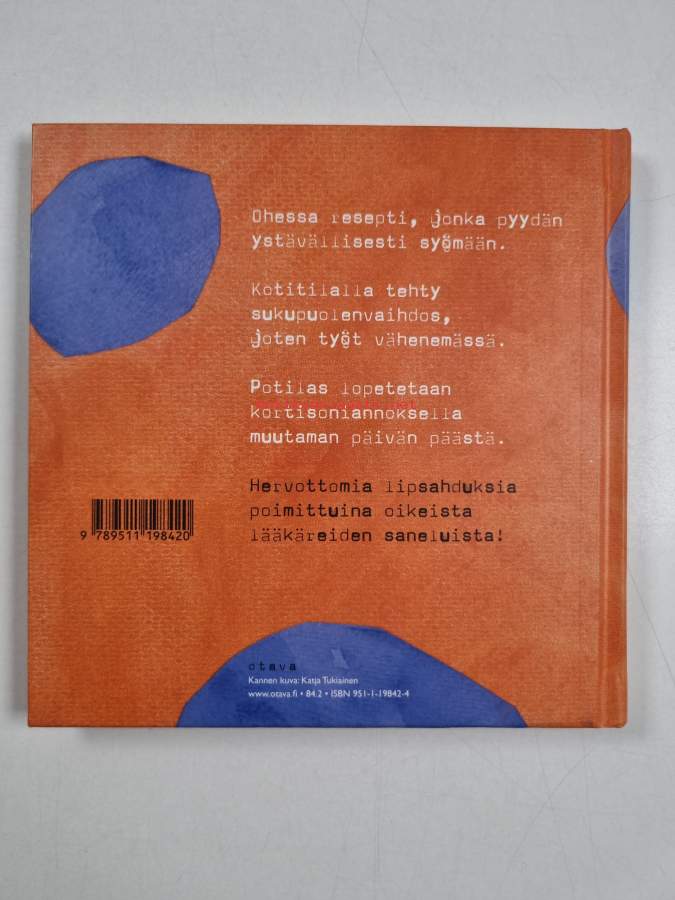 Ohessa resepti, jonka pyydän
ystävällisesti syömään.
Kotitilalla tehty
sukupuolenvaihdos,
joten työt vähenemässä.
Potilas lopetetaan
kortisoniannoksella
muutaman päivän päästä.
Hervottomia lipsahduksia
poimittuina oikeista
lääkäreiden saneluista!
9 789511 198420
otava
Kannen kuva: Katja Tukiainen
www.otava.fi • 84.2 • ISBN 951-1-19842-4